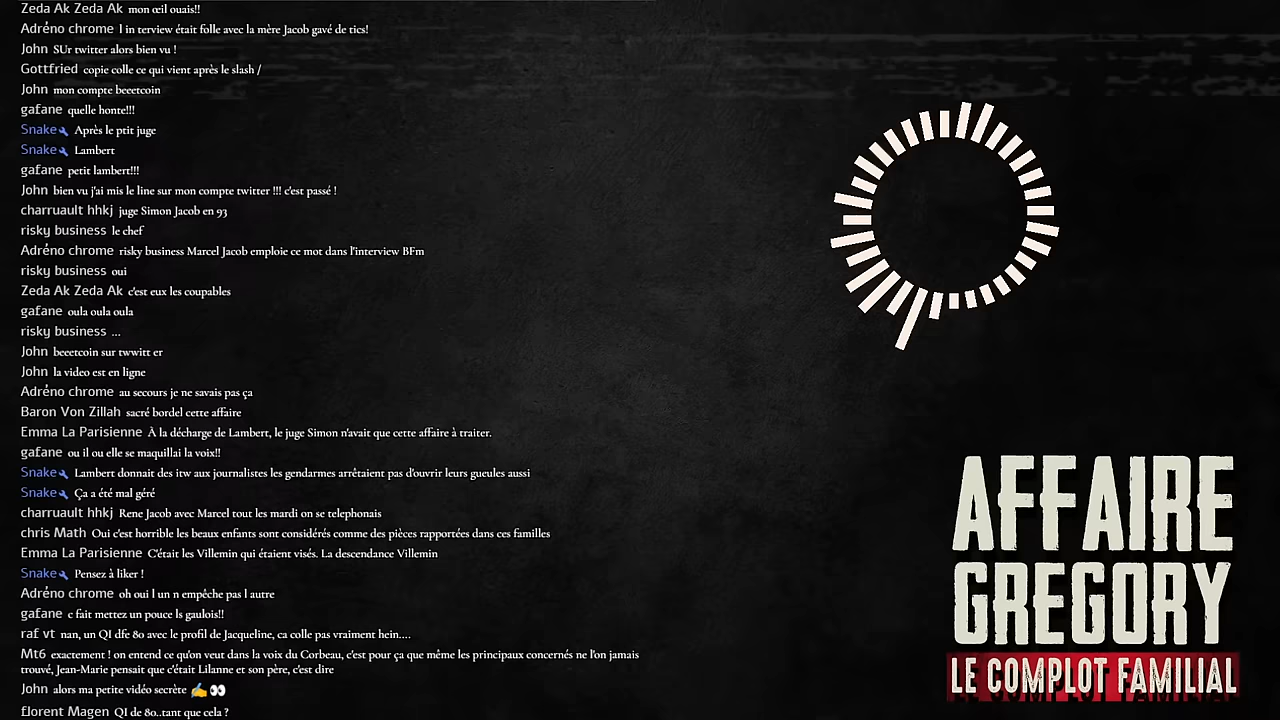 Zeda Ak Zeda Ak mon œil ouais!!
Adréno chrome l in terview était folle avec la mère Jacob gavé de tics!
John SUr twitter alors bien vu !
Gottfried copie colle ce qui vient après le slash /
John mon compte beeetcoin
gafane quelle honte!!!
Snake Après le ptit juge
Snake Lambert
gafane petit lambert!!!
John bien vu j'ai mis le line sur mon compte twitter !!! c'est passé !
charruault hhkj juge Simon Jacob en 93
risky business le chef
Adréno chrome risky business Marcel Jacob emploie ce mot dans l'interview BFm
risky business oui
Zeda Ak Zeda Ak c'est eux les coupables
gafane oula oula oula
risky business ...
John beeetcoin sur twwitt er
John la video est en ligne
Adréno chrome au secours je ne savais pas ça
Baron Von Zillah sacré bordel cette affaire
Emma La Parisienne À la décharge de Lambert, le juge Simon n'avait que cette affaire à traiter.
gafane ou il ou elle se maquillai la voix!!
Snake Lambert donnait des itw aux journalistes les gendarmes arrêtaient pas d'ouvrir leurs gueules aussi
Snake Ça a été mal géré
charruault hhkj Rene Jacob avec Marcel tout les mardi on se telephonais
chris Math Oui c'est horrible les beaux enfants sont considérés comme des pièces rapportées dans ces familles
Emma La Parisienne C'était les Villemin qui étaient visés. La descendance Villemin
Snake Pensez à liker !
Adréno chrome oh oui l un n empêche pas l autre
gafane c fait mettez un pouce ls gaulois!!
raf vt nan, un QI dfe 80 avec le profil de Jacqueline, ca colle pas vraiment hein....
Mt6 exactement ! on entend ce qu'on veut dans la voix du Corbeau, c'est pour ça que même les principaux concernés ne l'on jamais
trouvé, Jean-Marie pensait que c'était Lilanne et son père, c'est dire
John alors ma petite vidéo secrète ✍️👀
florent Magen QI de 80..tant que cela ?
AFFAIRE
GREGORY
LE COMPLOT FAMILIAL